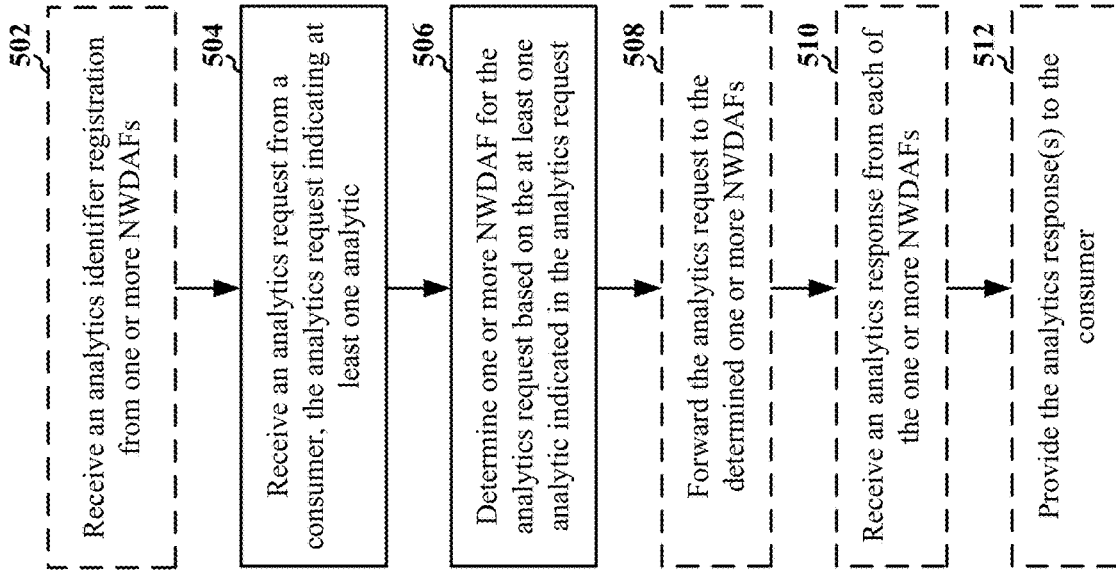 502
Receive an analytics identifier registration
from one or more NWDAFs
504
Receive an analytics request from a
consumer, the analytics request indicating at
least one analytic
506
Determine one or more NWDAF for the
analytics request based on the at least one
analytic indicated in the analytics request
508
Forward the analytics request to the
determined one or more NWDAFs
510
Receive an analytics response from each of
the one or more NWDAFs
512
Provide the analytics response(s) to the
consumer